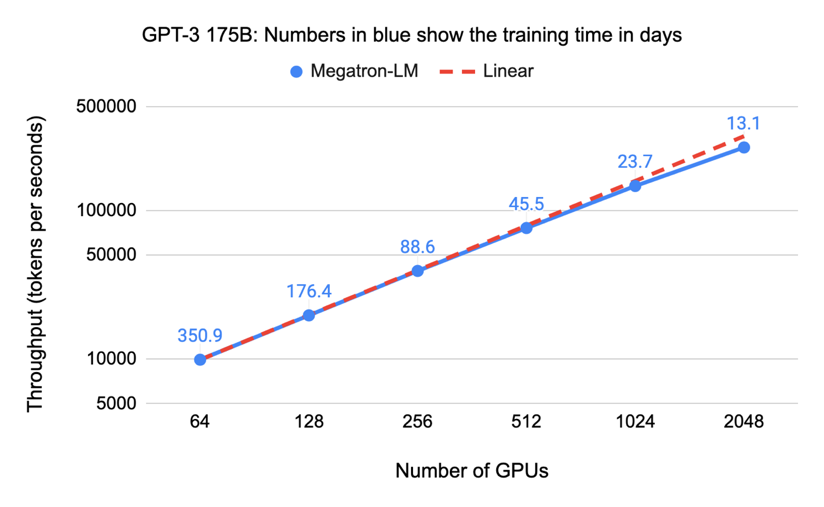 GPT-3 175B: Numbers in blue show the training time in days
Megatron-LM Linear
Throughput (tokens per seconds)
500000
100000
50000
10000
5000
350.9
176.4
88.6
45.5
23.7
13.1
64 128 256 512 1024 2048
Number of GPUs